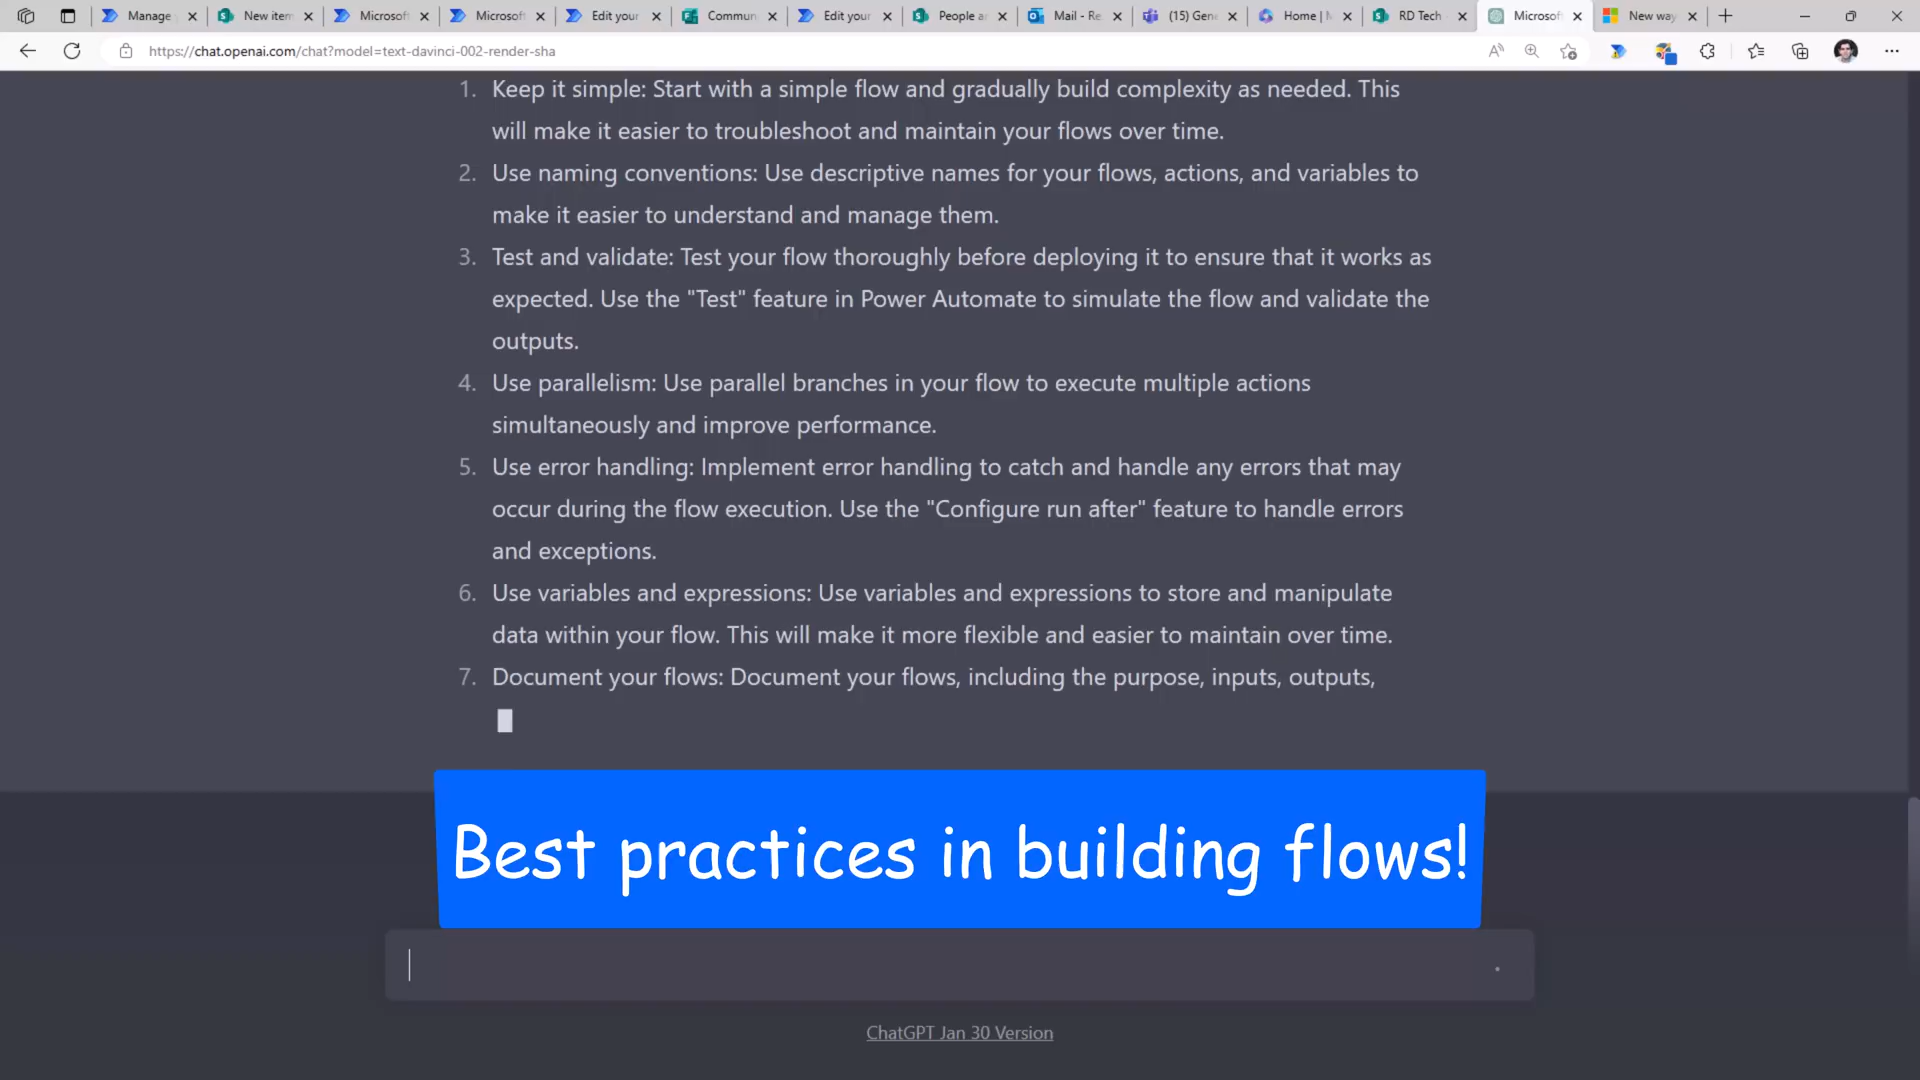 Manage
New item
Microsoft
Microsoft
Edit your
Commun
Edit your
People a
Mail - Re
(15) Gene
Home | M
RD Tech
Microsof
New way
https://chat.openai.com/chat?model=text-davinci-002-render-sha
1. Keep it simple: Start with a simple flow and gradually build complexity as needed. This
will make it easier to troubleshoot and maintain your flows over time.
2. Use naming conventions: Use descriptive names for your flows, actions, and variables to
make it easier to understand and manage them.
3. Test and validate: Test your flow thoroughly before deploying it to ensure that it works as
expected. Use the "Test" feature in Power Automate to simulate the flow and validate the
outputs.
4. Use parallelism: Use parallel branches in your flow to execute multiple actions
simultaneously and improve performance.
5. Use error handling: Implement error handling to catch and handle any errors that may
occur during the flow execution. Use the "Configure run after" feature to handle errors
and exceptions.
6. Use variables and expressions: Use variables and expressions to store and manipulate
data within your flow. This will make it more flexible and easier to maintain over time.
7. Document your flows: Document your flows, including the purpose, inputs, outputs,
Best practices in building flows!
ChatGPT Jan 30 Version